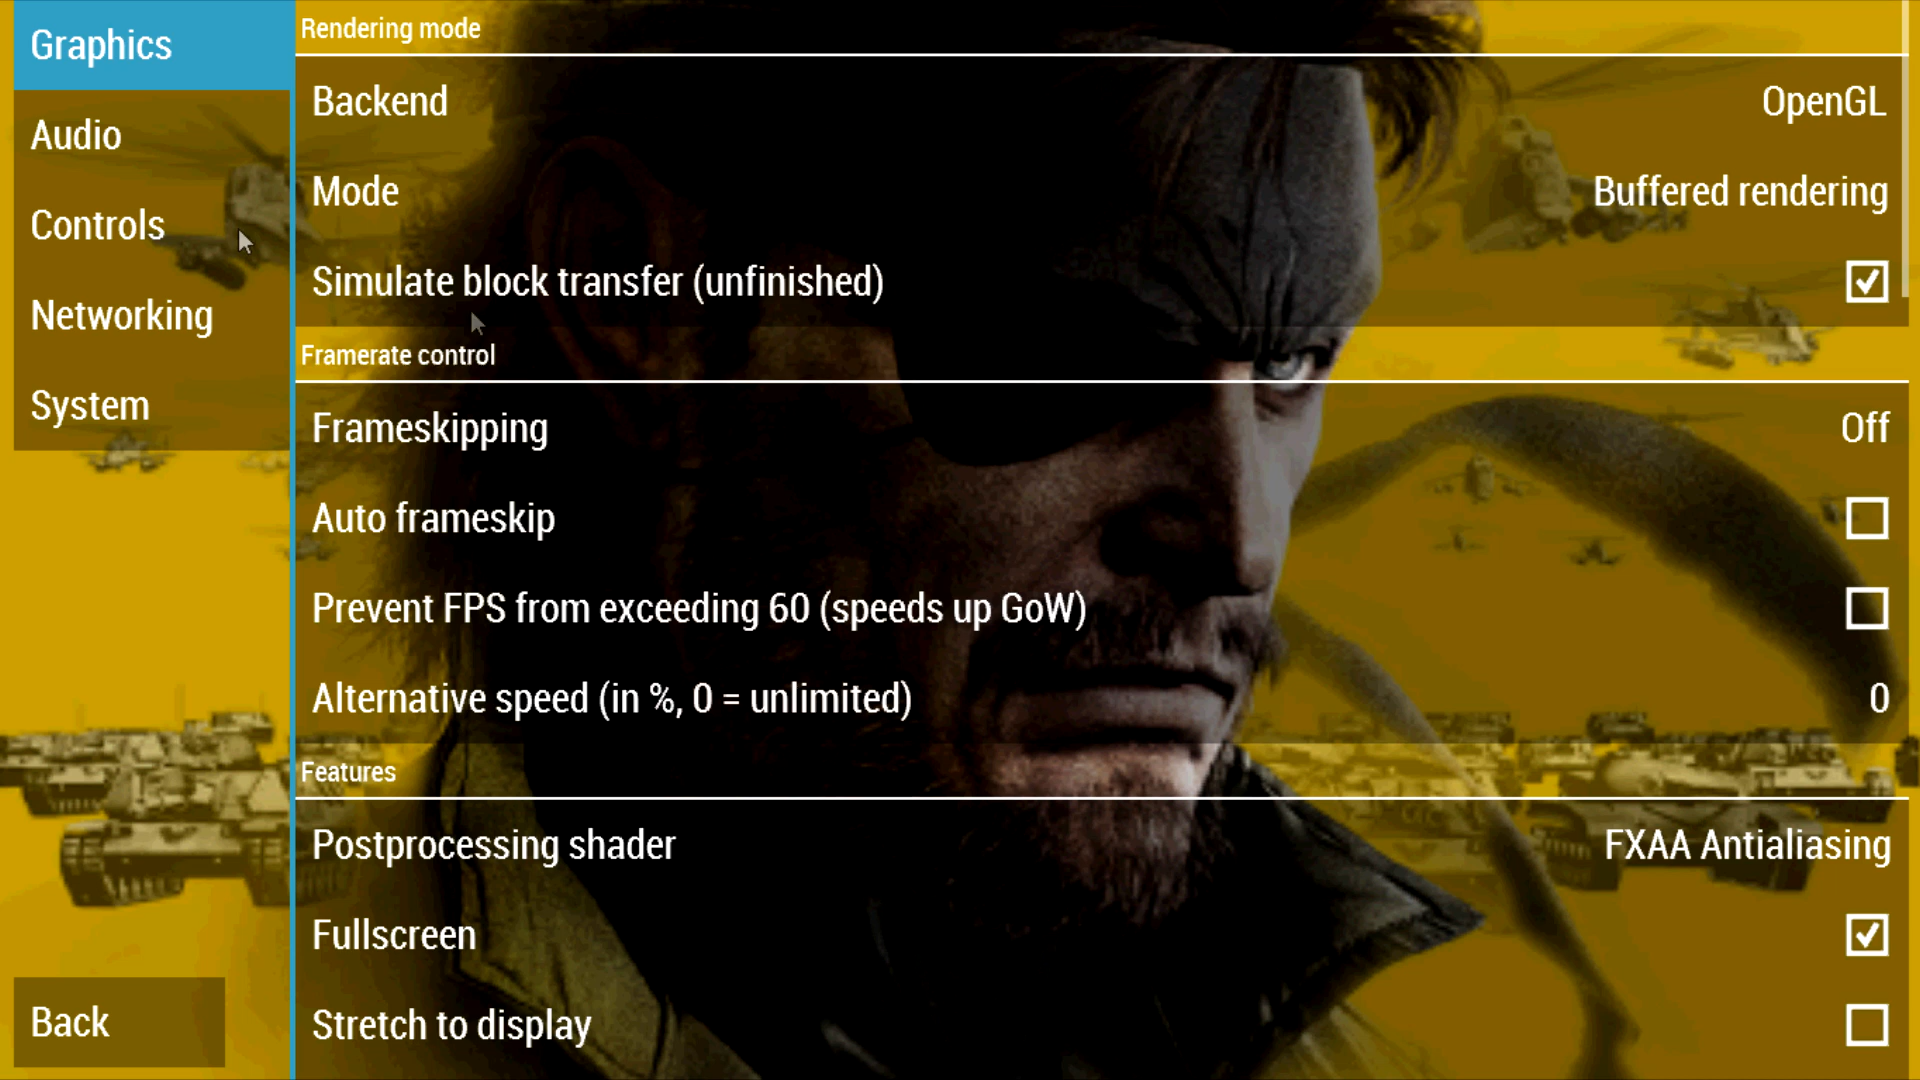 Graphics
Audio
Controls
Networking
System
Back
Rendering mode
Backend OpenGL
Mode Buffered rendering
Simulate block transfer (unfinished)
Framerate control
Frameskipping Off
Auto frameskip
Prevent FPS from exceeding 60 (speeds up GoW)
Alternative speed (in %, 0 = unlimited) 0
Features
Postprocessing shader FXAA Antialiasing
Fullscreen
Stretch to display